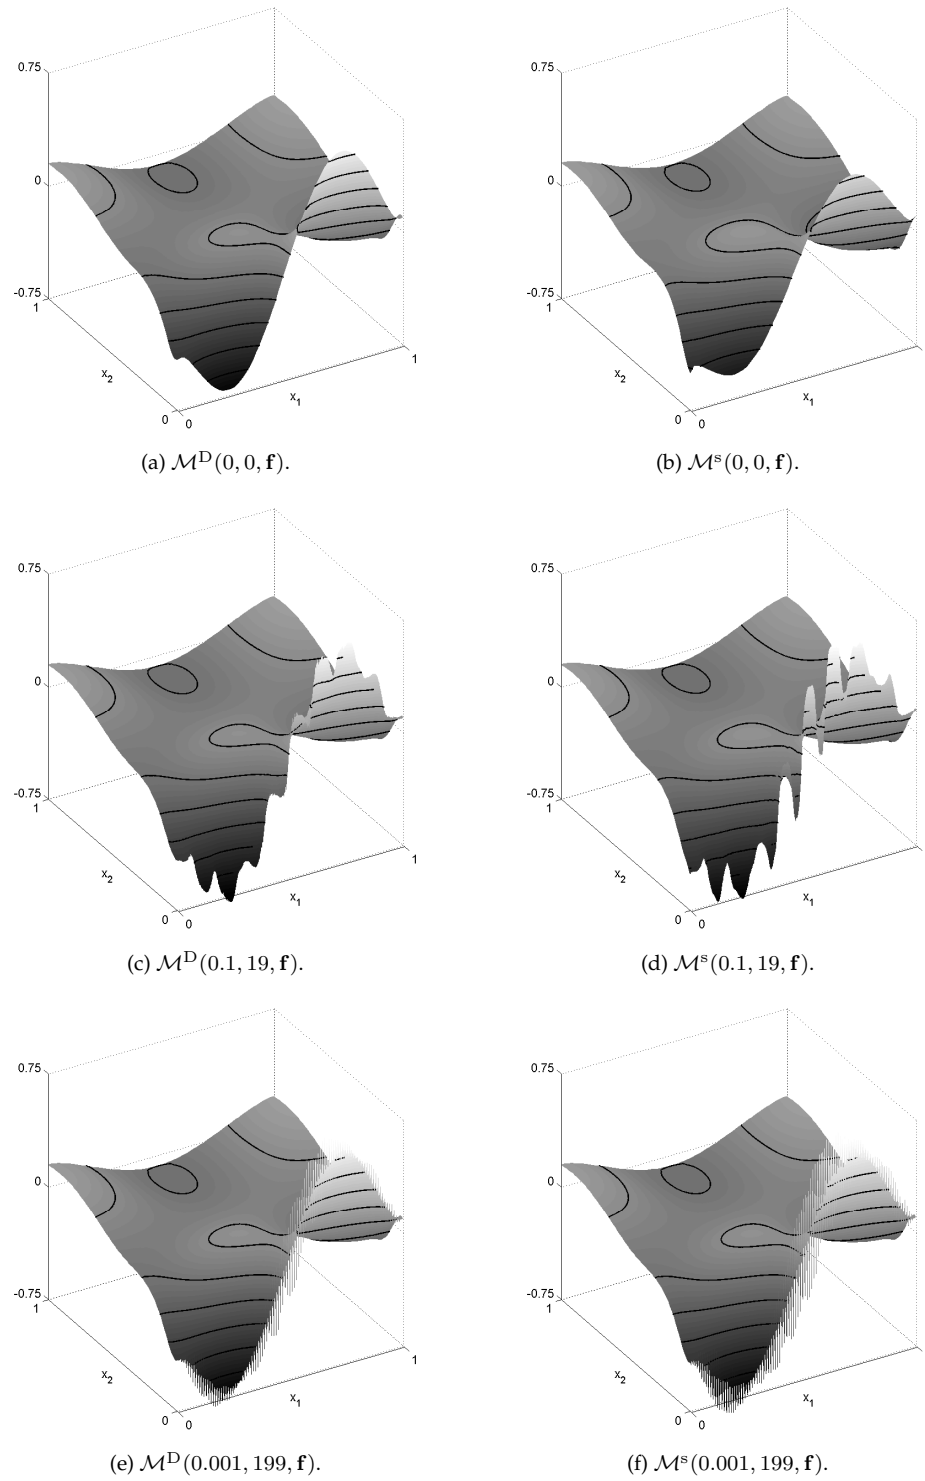 0.75
0
-0.75
1
x₂
0
0
x₁
1
(a) 𝓜ᴰ(0, 0, f).
0.75
0
-0.75
1
x₂
0
0
x₁
(b) 𝓜ˢ(0, 0, f).
0.75
0
-0.75
1
x₂
0
0
x₁
1
(c) 𝓜ᴰ(0.1, 19, f).
0.75
0
-0.75
1
x₂
0
0
x₁
(d) 𝓜ˢ(0.1, 19, f).
0.75
0
-0.75
1
x₂
0
0
x₁
1
(e) 𝓜ᴰ(0.001, 199, f).
0.75
0
-0.75
1
x₂
0
0
x₁
(f) 𝓜ˢ(0.001, 199, f).